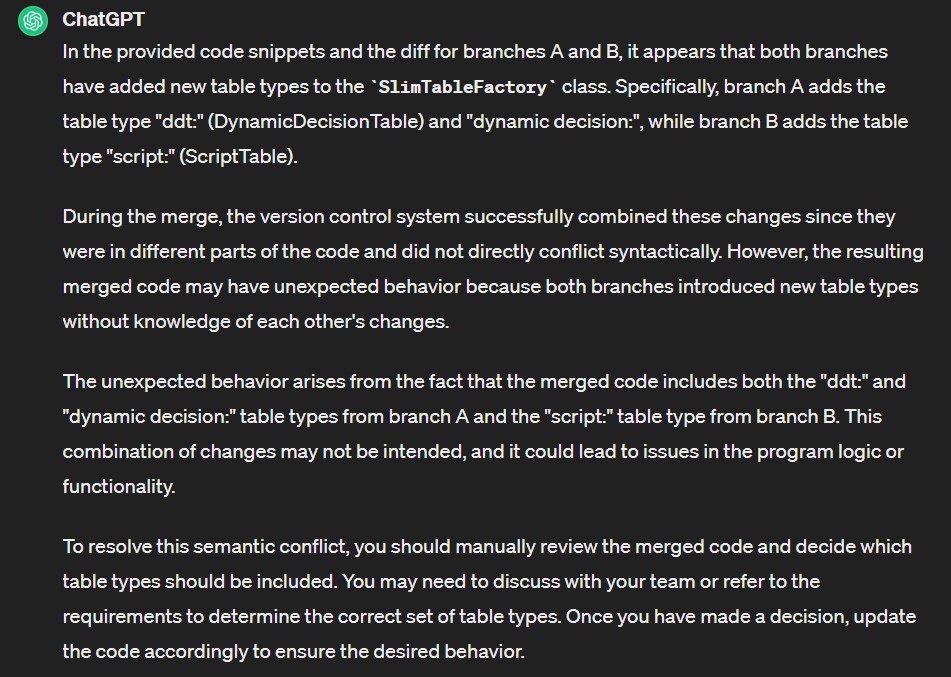 ChatGPT
In the provided code snippets and the diff for branches A and B, it appears that both branches
have added new table types to the `SlimTableFactory` class. Specifically, branch A adds the
table type "ddt:" (DynamicDecisionTable) and "dynamic decision:", while branch B adds the table
type "script:" (ScriptTable).
During the merge, the version control system successfully combined these changes since they
were in different parts of the code and did not directly conflict syntactically. However, the resulting
merged code may have unexpected behavior because both branches introduced new table types
without knowledge of each other's changes.
The unexpected behavior arises from the fact that the merged code includes both the "ddt:" and
"dynamic decision:" table types from branch A and the "script:" table type from branch B. This
combination of changes may not be intended, and it could lead to issues in the program logic or
functionality.
To resolve this semantic conflict, you should manually review the merged code and decide which
table types should be included. You may need to discuss with your team or refer to the
requirements to determine the correct set of table types. Once you have made a decision, update
the code accordingly to ensure the desired behavior.